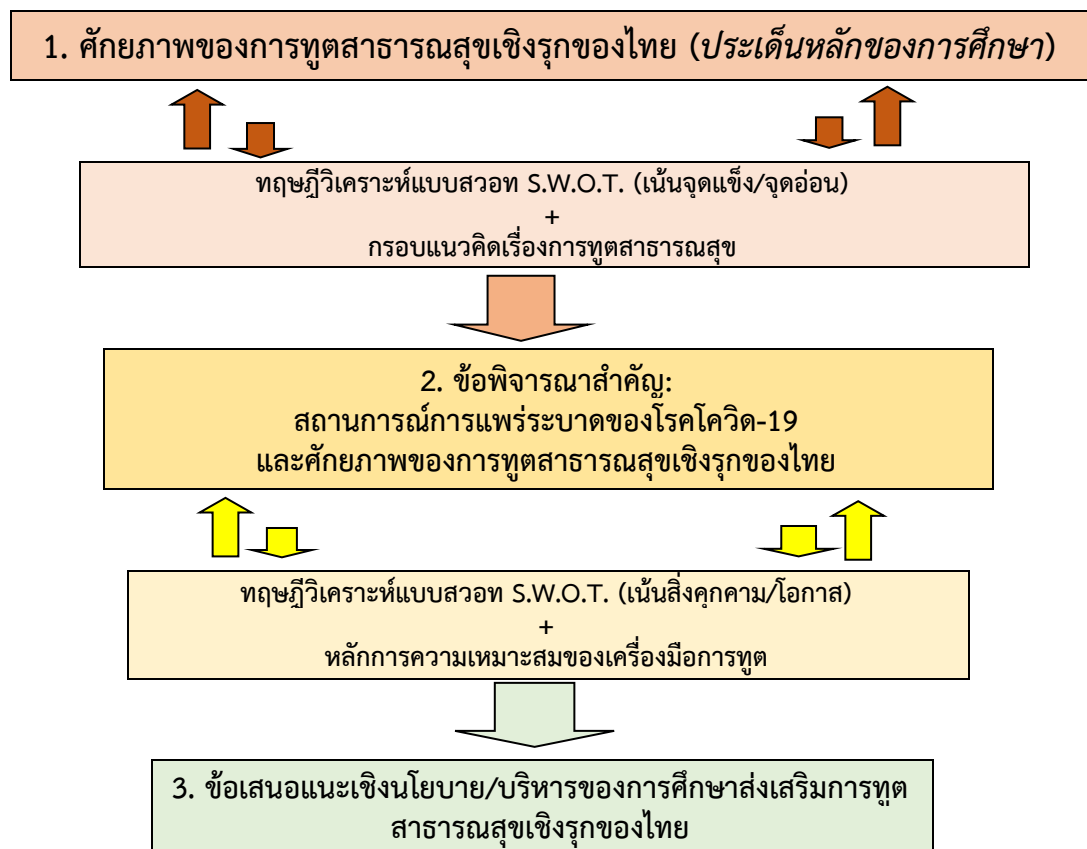 1. ศักยภาพของการทูตสาธารณสุขเชิงรุกของไทย (ประเด็นหลักของการศึกษา)
ทฤษฎีวิเคราะห์แบบสวอท S.W.O.T. (เน้นจุดแข็ง/จุดอ่อน)
+
กรอบแนวคิดเรื่องการทูตสาธารณสุข
2. ข้อพิจารณาสำคัญ:
สถานการณ์การแพร่ระบาดของโรคโควิด-19
และศักยภาพของการทูตสาธารณสุขเชิงรุกของไทย
ทฤษฎีวิเคราะห์แบบสวอท S.W.O.T. (เน้นสิ่งคุกคาม/โอกาส)
+
หลักการความเหมาะสมของเครื่องมือการทูต
3. ข้อเสนอแนะเชิงนโยบาย/บริหารของการศึกษาส่งเสริมการทูต
สาธารณสุขเชิงรุกของไทย